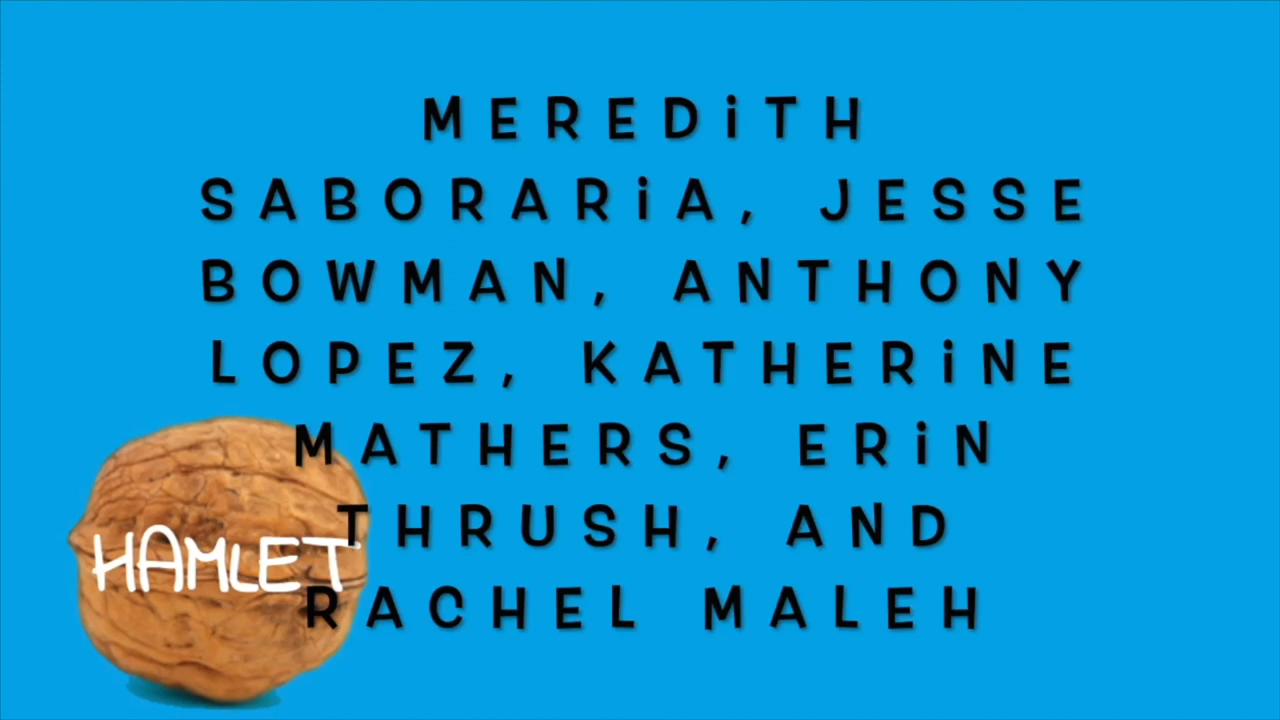 MEREDiTH
SABORARiA, JESSE
BOWMAN, ANTHONY
LOPEZ, KATHERiNE
MATHERS, ERiN
THRUSH, AND
RACHEL MALEH
HAMLET